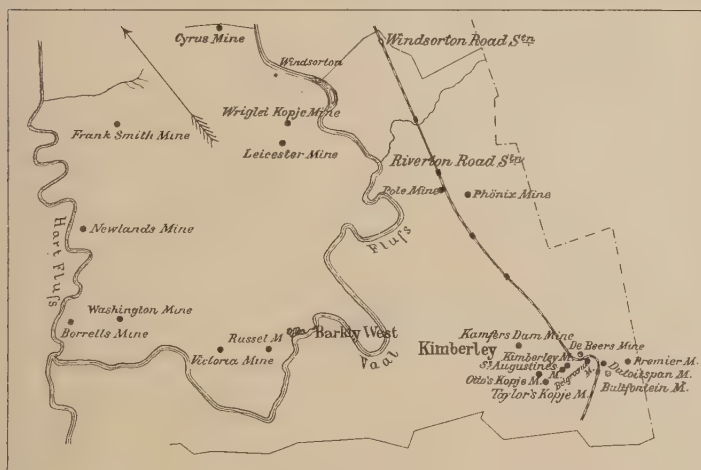 Cyrus Mine
Windsorton
Windsorton Road Stn
Wriglei Kopje Mine
Frank Smith Mine
Leicester Mine
Riverton Road Stn
Pole Mine
Phönix Mine
Newlands Mine
Hart Fluſs
Fluſs
Washington Mine
Borrells Mine
Russel M
Barkly West
Victoria Mine
Vaal
Kamfers Dam Mine
Kimberley
De Beers Mine
Kimberley M.
Premier M.
St Augustines
M.
Belgravia
M.
Dutoitspan M.
Otto's Kopje M.
Bultfontein M.
Taylor's Kopje M.